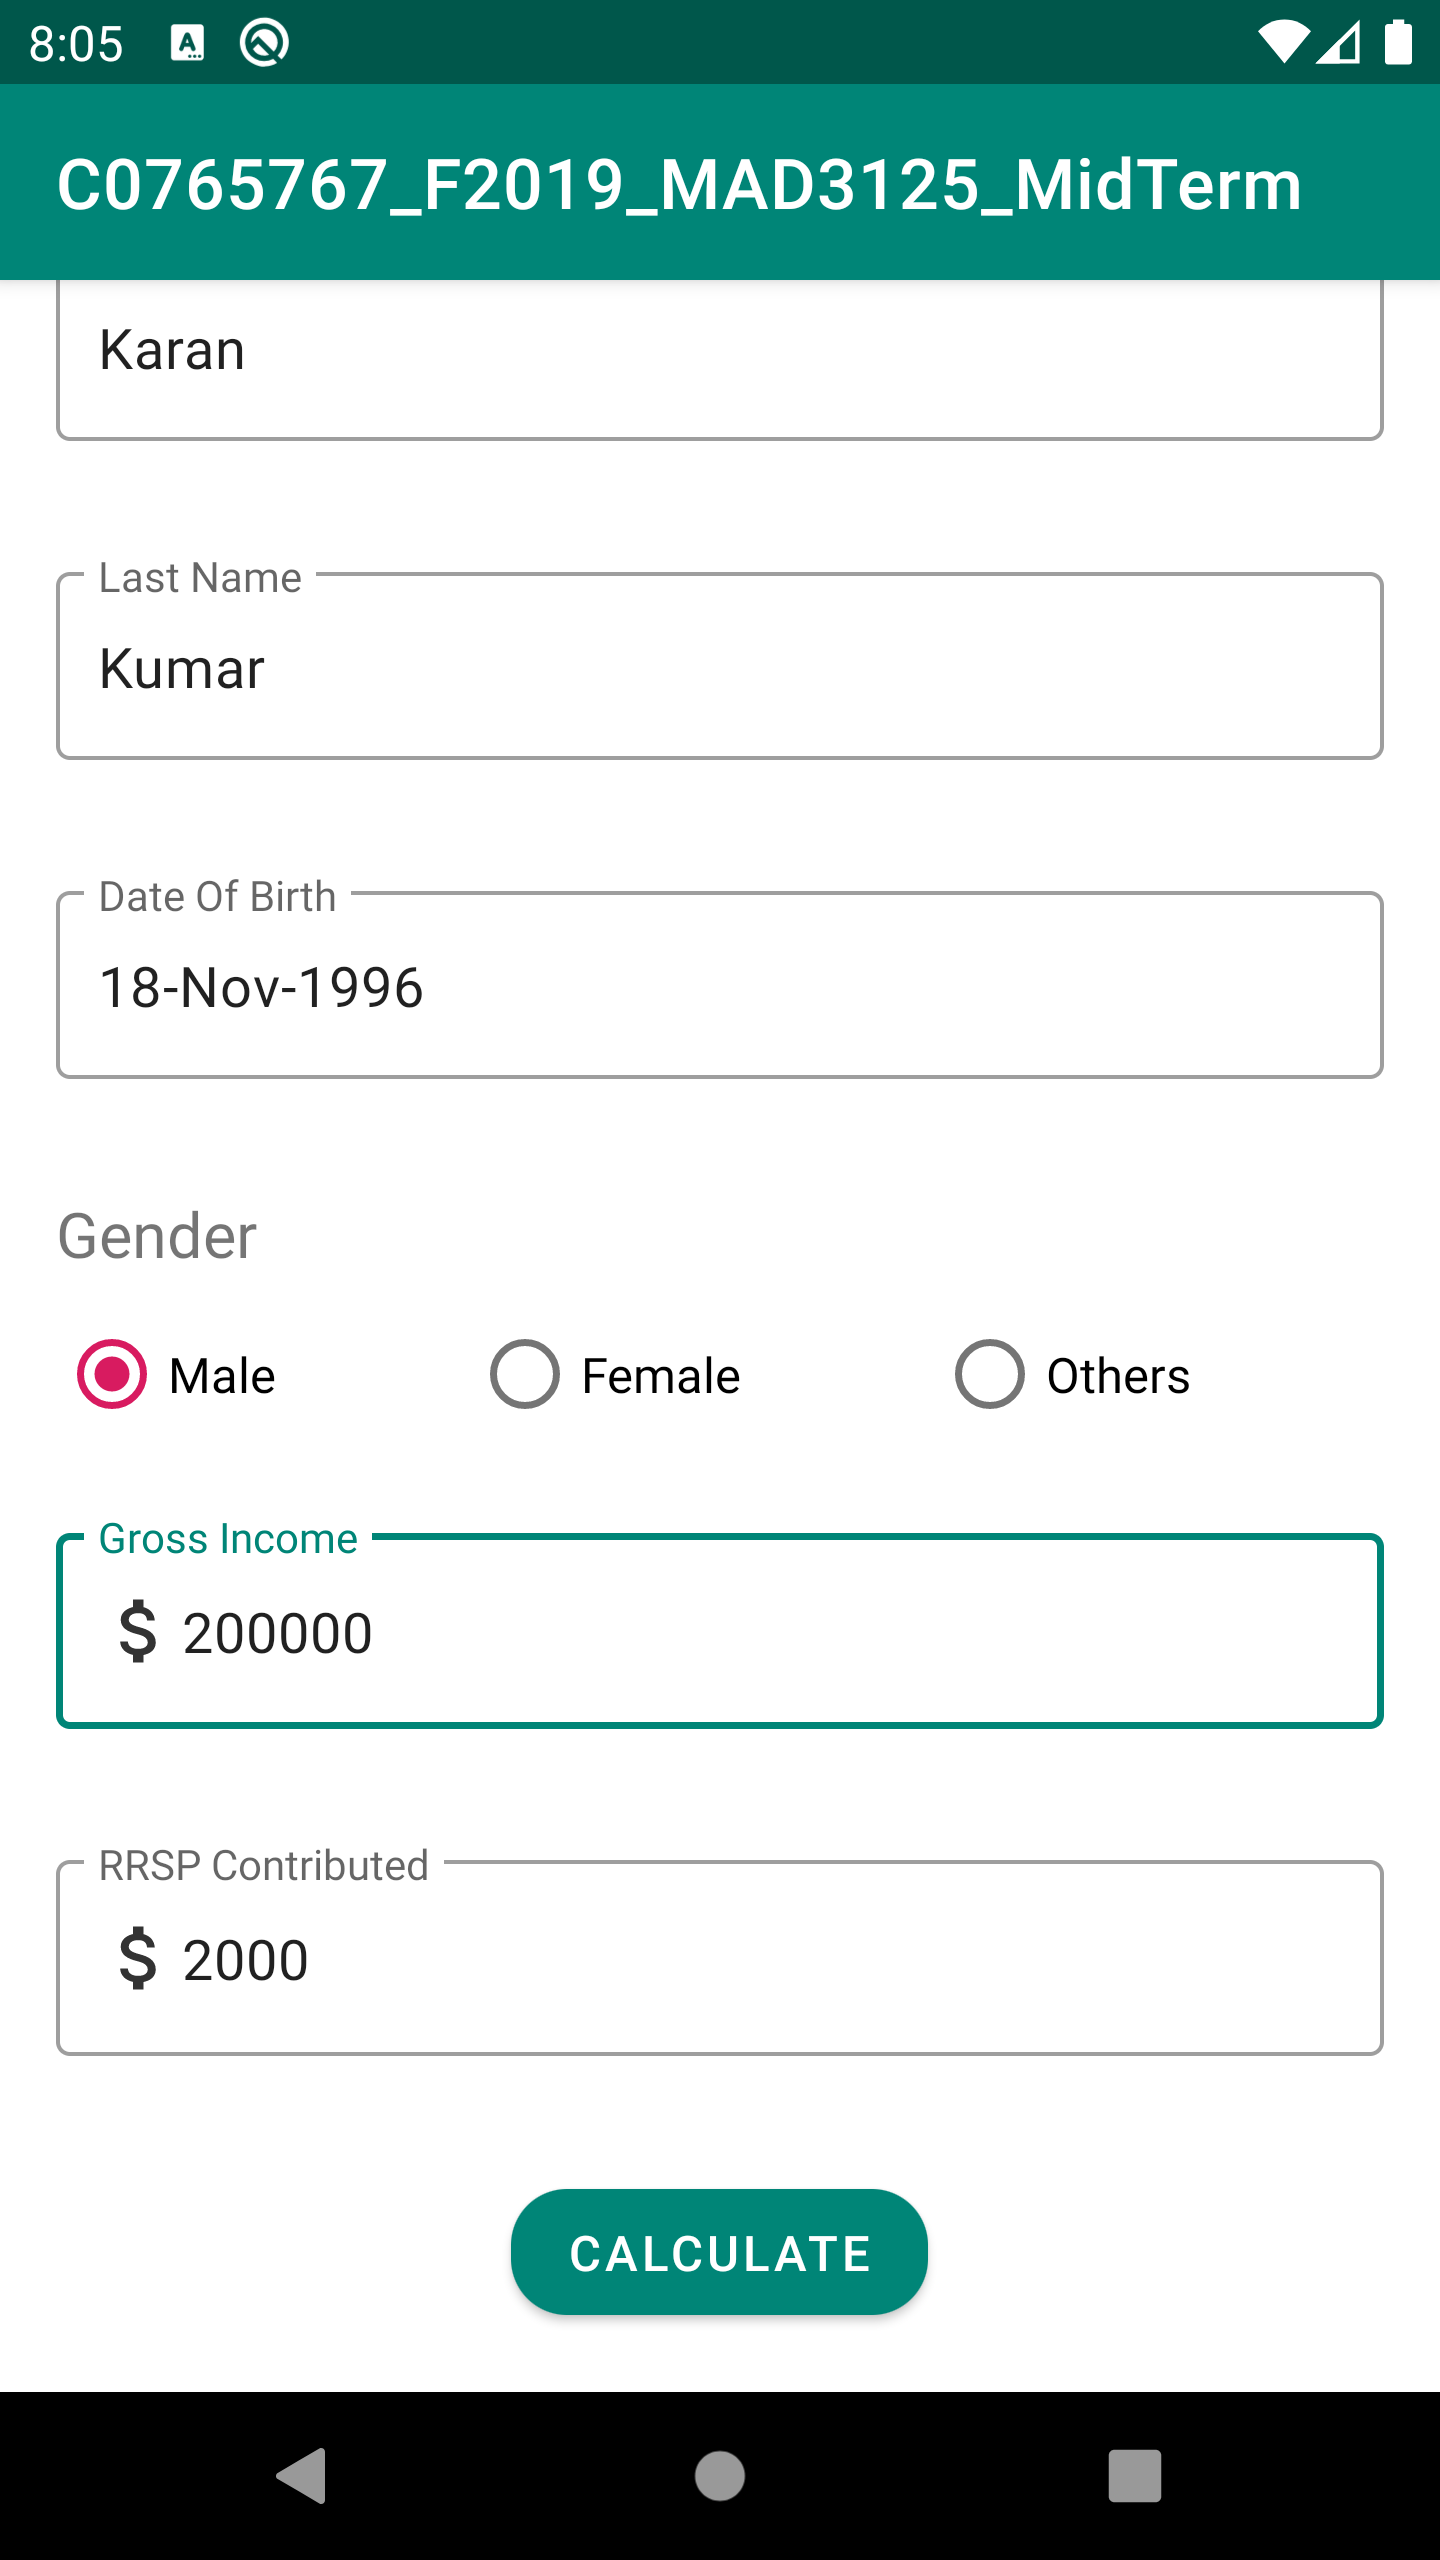 8:05
C0765767_F2019_MAD3125_MidTerm
Karan
Last Name
Kumar
Date Of Birth
18-Nov-1996
Gender
Male Female Others
Gross Income
$ 200000
RRSP Contributed
$ 2000
CALCULATE